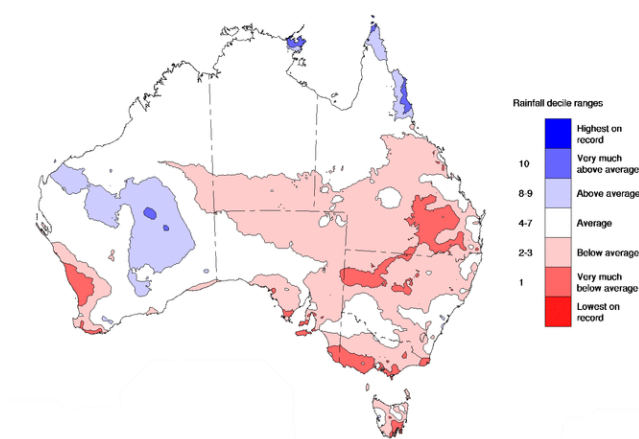 Rainfall decile ranges
Highest on
record
10
Very much
above average
8-9
Above average
4-7
Average
2-3
Below average
1
Very much
below average
Lowest on
record